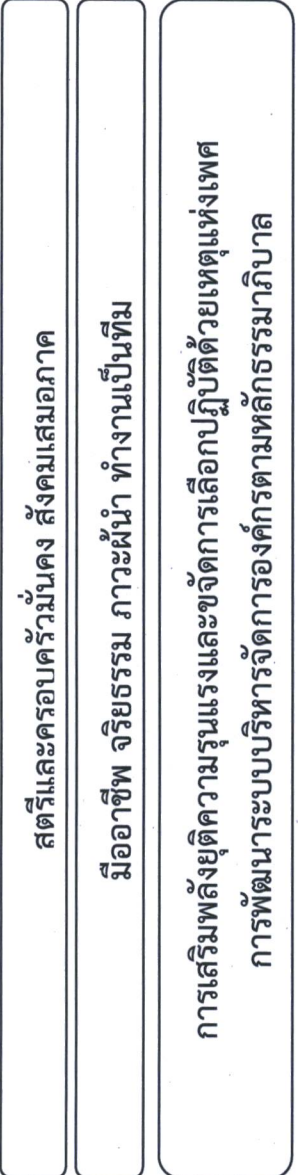 สตรีและครอบครัวมั่นคง สังคมเสมอภาค
มืออาชีพ จริยธรรม ภาวะผู้นำ ทำงานเป็นทีม
การเสริมพลังยุติความรุนแรงและขจัดการเลือกปฏิบัติด้วยเหตุแห่งเพศ
การพัฒนาระบบบริหารจัดการองค์กรตามหลักธรรมาภิบาล